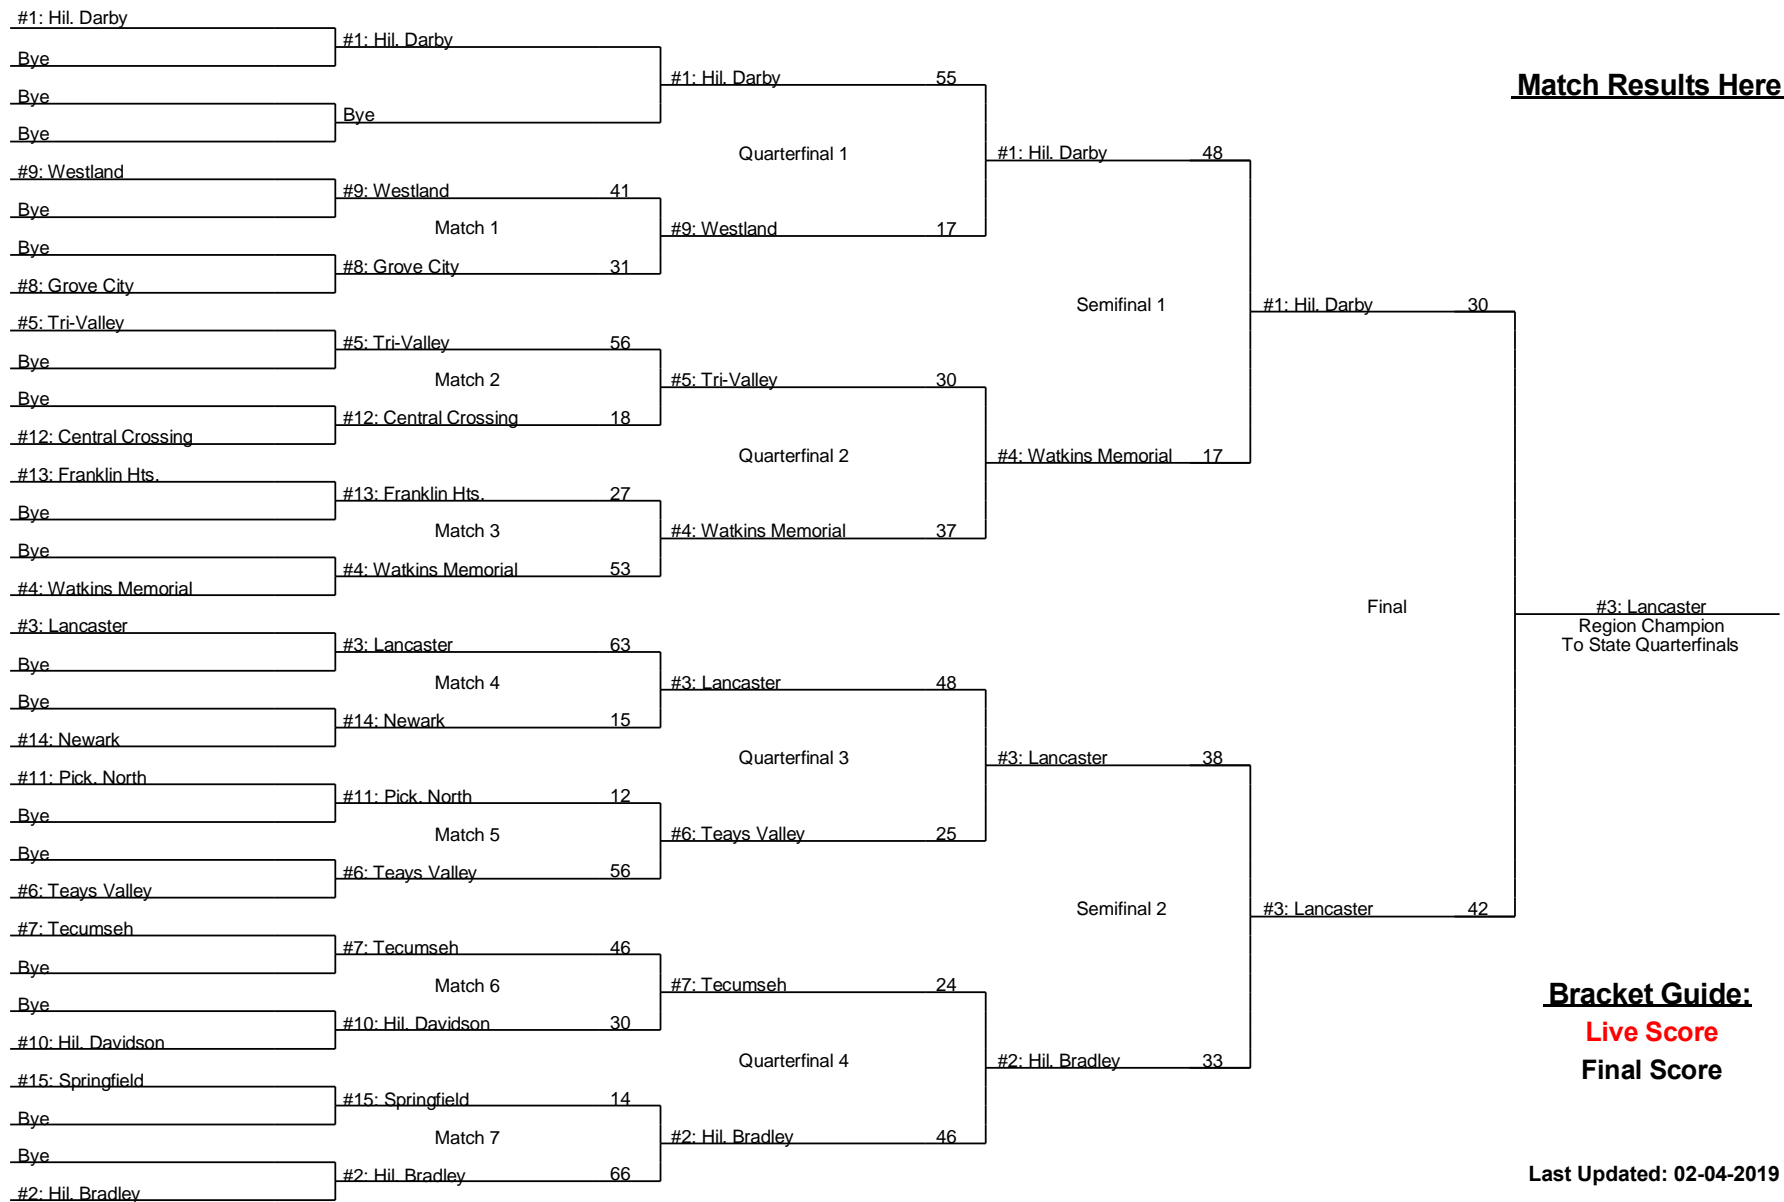 #1: Hil. Darby
Bye
Bye
Bye
#9: Westland
Bye
Bye
#8: Grove City
#5: Tri-Valley
Bye
Bye
#12: Central Crossing
#13: Franklin Hts.
Bye
Bye
#4: Watkins Memorial
#3: Lancaster
Bye
Bye
#14: Newark
#11: Pick. North
Bye
Bye
#6: Teays Valley
#7: Tecumseh
Bye
Bye
#10: Hil. Davidson
#15: Springfield
Bye
Bye
#2: Hil. Bradley
#1: Hil. Darby
Bye
#9: Westland 41
Match 1
#8: Grove City 31
#5: Tri-Valley 56
Match 2
#12: Central Crossing 18
#13: Franklin Hts. 27
Match 3
#4: Watkins Memorial 53
#3: Lancaster 63
Match 4
#14: Newark 15
#11: Pick. North 12
Match 5
#6: Teays Valley 56
#7: Tecumseh 46
Match 6
#10: Hil. Davidson 30
#15: Springfield 14
Match 7
#2: Hil. Bradley 66
#1: Hil. Darby 55
Quarterfinal 1
#9: Westland 17
#5: Tri-Valley 30
Quarterfinal 2
#4: Watkins Memorial 37
#3: Lancaster 48
Quarterfinal 3
#6: Teays Valley 25
#7: Tecumseh 24
Quarterfinal 4
#2: Hil. Bradley 46
#1: Hil. Darby 48
Semifinal 1
#4: Watkins Memorial 17
#3: Lancaster 38
Semifinal 2
#2: Hil. Bradley 33
#1: Hil. Darby 30
Final
#3: Lancaster 42
#3: Lancaster
Region Champion
To State Quarterfinals
Match Results Here
Bracket Guide:
Live Score
Final Score
Last Updated: 02-04-2019